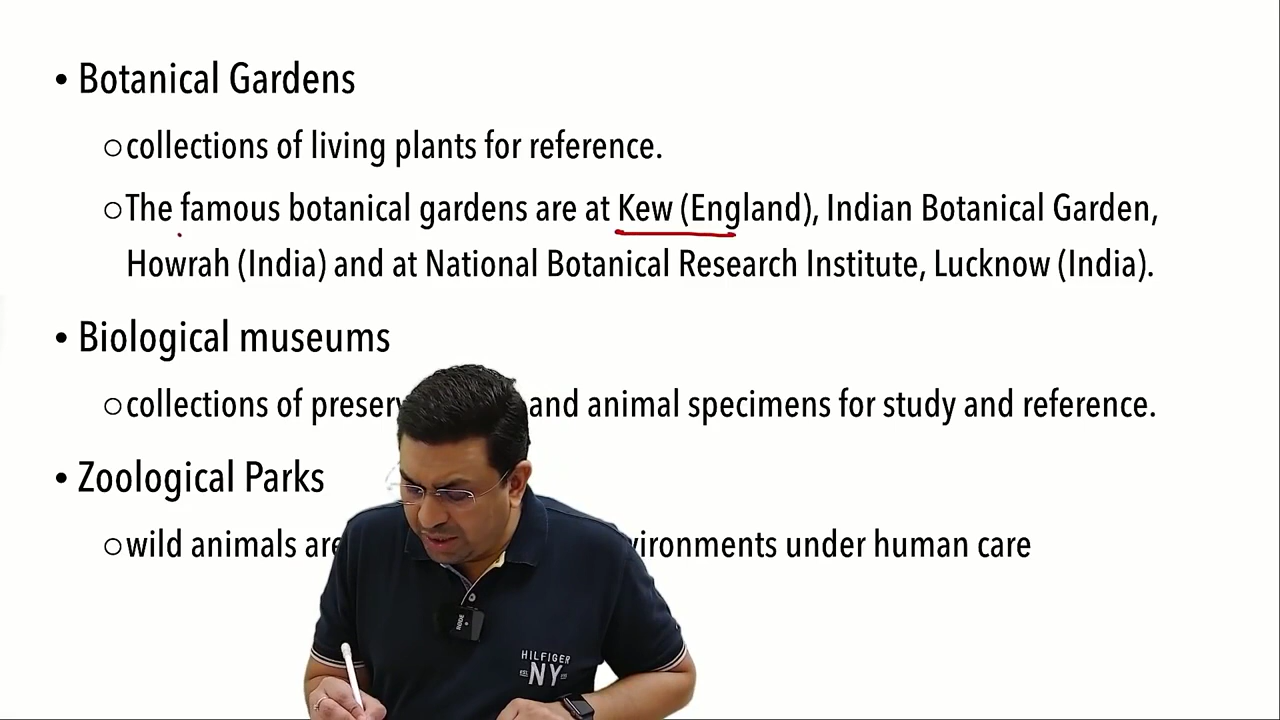 • Botanical Gardens
○collections of living plants for reference.
○The famous botanical gardens are at Kew (England), Indian Botanical Garden,
Howrah (India) and at National Botanical Research Institute, Lucknow (India).
• Biological museums
○collections of and animal specimens for study and reference.
• Zoological Parks
○wild animals are under human care
RODE
HILFIGER
NY